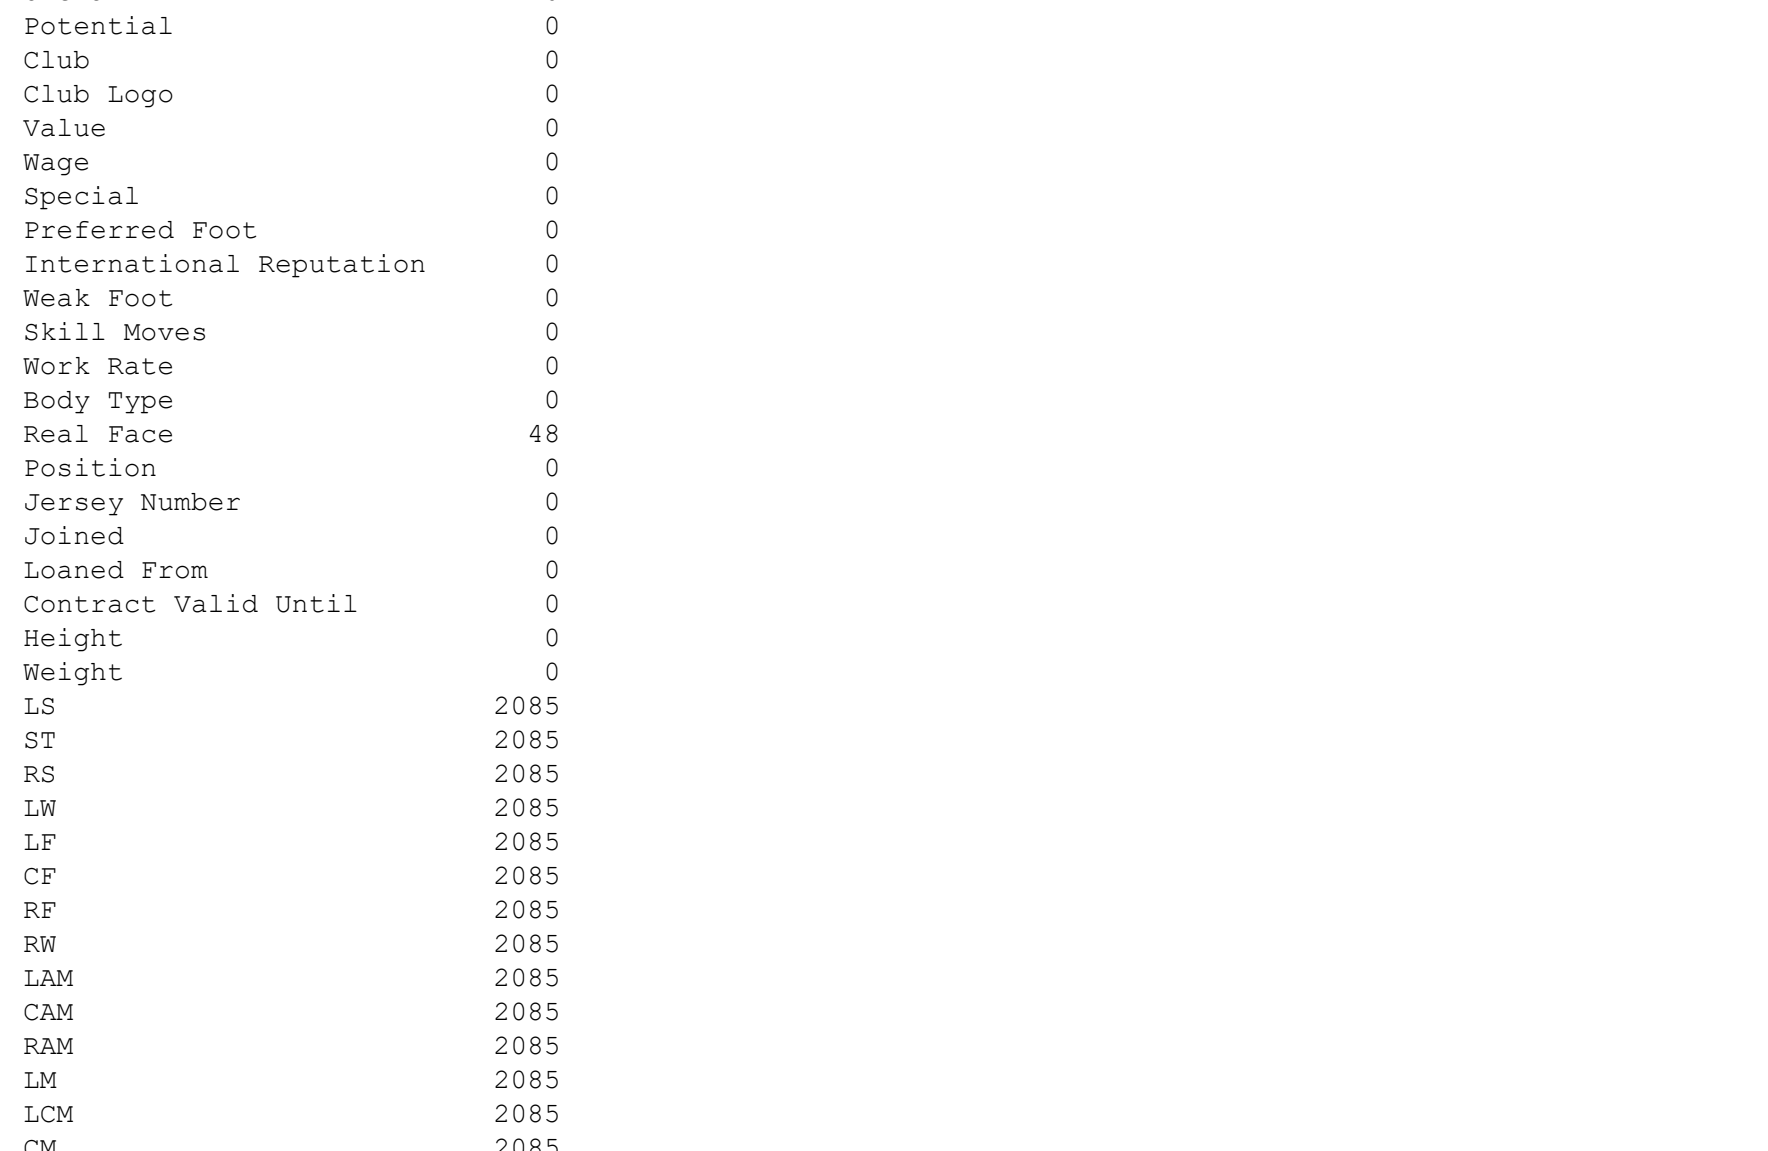 Potential 0
Club 0
Club Logo 0
Value 0
Wage 0
Special 0
Preferred Foot 0
International Reputation 0
Weak Foot 0
Skill Moves 0
Work Rate 0
Body Type 0
Real Face 48
Position 0
Jersey Number 0
Joined 0
Loaned From 0
Contract Valid Until 0
Height 0
Weight 0
LS 2085
ST 2085
RS 2085
LW 2085
LF 2085
CF 2085
RF 2085
RW 2085
LAM 2085
CAM 2085
RAM 2085
LM 2085
LCM 2085
CM 2085